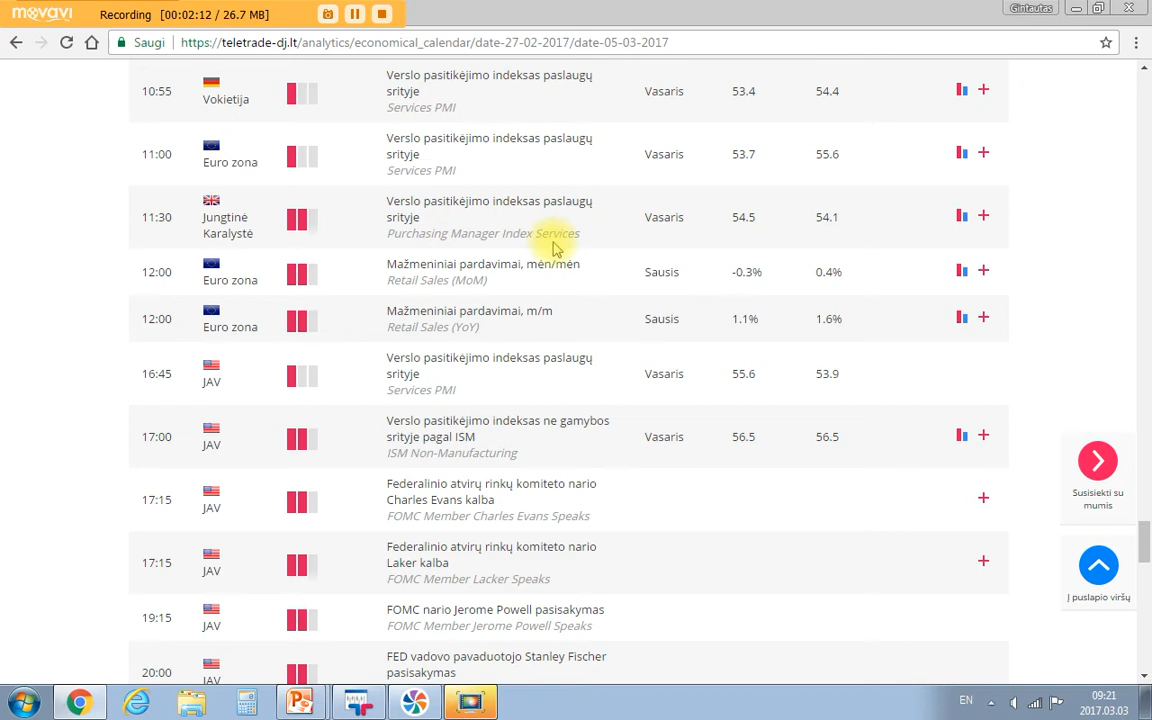 movavi Recording [00:02:12 / 26.7 MB]
Gintautas
Saugi https://teletrade-dj.lt/analytics/economical_calendar/date-27-02-2017/date-05-03-2017
10:55 Vokietija Verslo pasitikėjimo indeksas paslaugų
srityje Vasaris 53.4 54.4
Services PMI
11:00 Euro zona Verslo pasitikėjimo indeksas paslaugų
srityje Vasaris 53.7 55.6
Services PMI
11:30 Jungtinė
Karalystė Verslo pasitikėjimo indeksas paslaugų
srityje Vasaris 54.5 54.1
Purchasing Manager Index Services
12:00 Euro zona Mažmeniniai pardavimai, mėn/mėn Sausis -0.3% 0.4%
Retail Sales (MoM)
12:00 Euro zona Mažmeniniai pardavimai, m/m Sausis 1.1% 1.6%
Retail Sales (YoY)
16:45 JAV Verslo pasitikėjimo indeksas paslaugų
srityje Vasaris 55.6 53.9
Services PMI
17:00 JAV Verslo pasitikėjimo indeksas ne gamybos
srityje pagal ISM Vasaris 56.5 56.5
ISM Non-Manufacturing
17:15 JAV Federalinio atvirų rinkų komiteto nario
Charles Evans kalba
FOMC Member Charles Evans Speaks
17:15 JAV Federalinio atvirų rinkų komiteto nario
Laker kalba
FOMC Member Lacker Speaks
19:15 JAV FOMC nario Jerome Powell pasisakymas
FOMC Member Jerome Powell Speaks
20:00 JAV FED vadovo pavaduotojo Stanley Fischer
pasisakymas
Susisiekti su
mumis
Į puslapio viršų
EN 09:21
2017.03.03